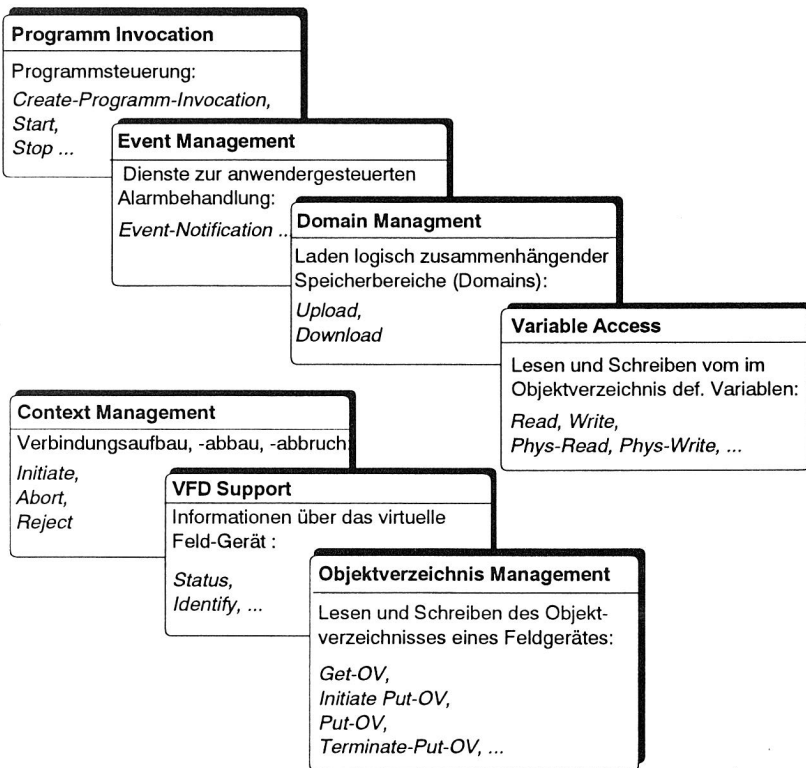 Programm Invocation
Programmsteuerung:
Create-Programm-Invocation,
Start,
Stop ...
Event Management
Dienste zur anwendergesteuerten
Alarmbehandlung:
Event-Notification ...
Domain Managment
Laden logisch zusammenhängender
Speicherbereiche (Domains):
Upload,
Download
Variable Access
Lesen und Schreiben vom im
Objektverzeichnis def. Variablen:
Read, Write,
Phys-Read, Phys-Write, ...
Context Management
Verbindungsaufbau, -abbau, -abbruch:
Initiate,
Abort,
Reject
VFD Support
Informationen über das virtuelle
Feld-Gerät :
Status,
Identify, ...
Objektverzeichnis Management
Lesen und Schreiben des Objekt-
verzeichnisses eines Feldgerätes:
Get-OV,
Initiate Put-OV,
Put-OV,
Terminate-Put-OV, ...